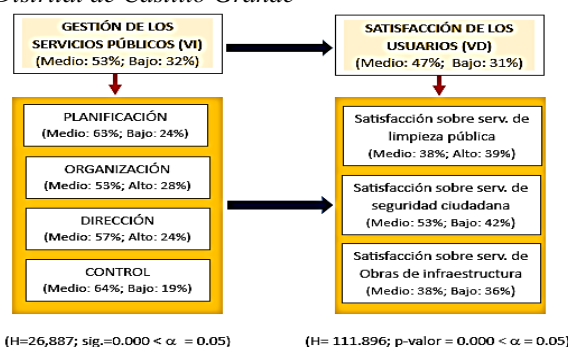 Distrital de Castillo Grande
GESTIÓN DE LOS
SERVICIOS PÚBLICOS (VI)
(Medio: 53%; Bajo: 32%)
PLANIFICACIÓN
(Medio: 63%; Bajo: 24%)
ORGANIZACIÓN
(Medio: 53%; Alto: 28%)
DIRECCIÓN
(Medio: 57%; Alto: 24%)
CONTROL
(Medio: 64%; Bajo: 19%)
(H=26,887; sig.=0.000 < α = 0.05)
SATISFACCIÓN DE LOS
USUARIOS (VD)
(Medio: 47%; Bajo: 31%)
Satisfacción sobre serv. de
limpieza pública
(Medio: 38%; Alto: 39%)
Satisfacción sobre serv. de
seguridad ciudadana
(Medio: 53%; Bajo: 42%)
Satisfacción sobre serv. de
Obras de infraestructura
(Medio: 38%; Bajo: 36%)
(H= 111.896; p-valor = 0.000 < α = 0.05)